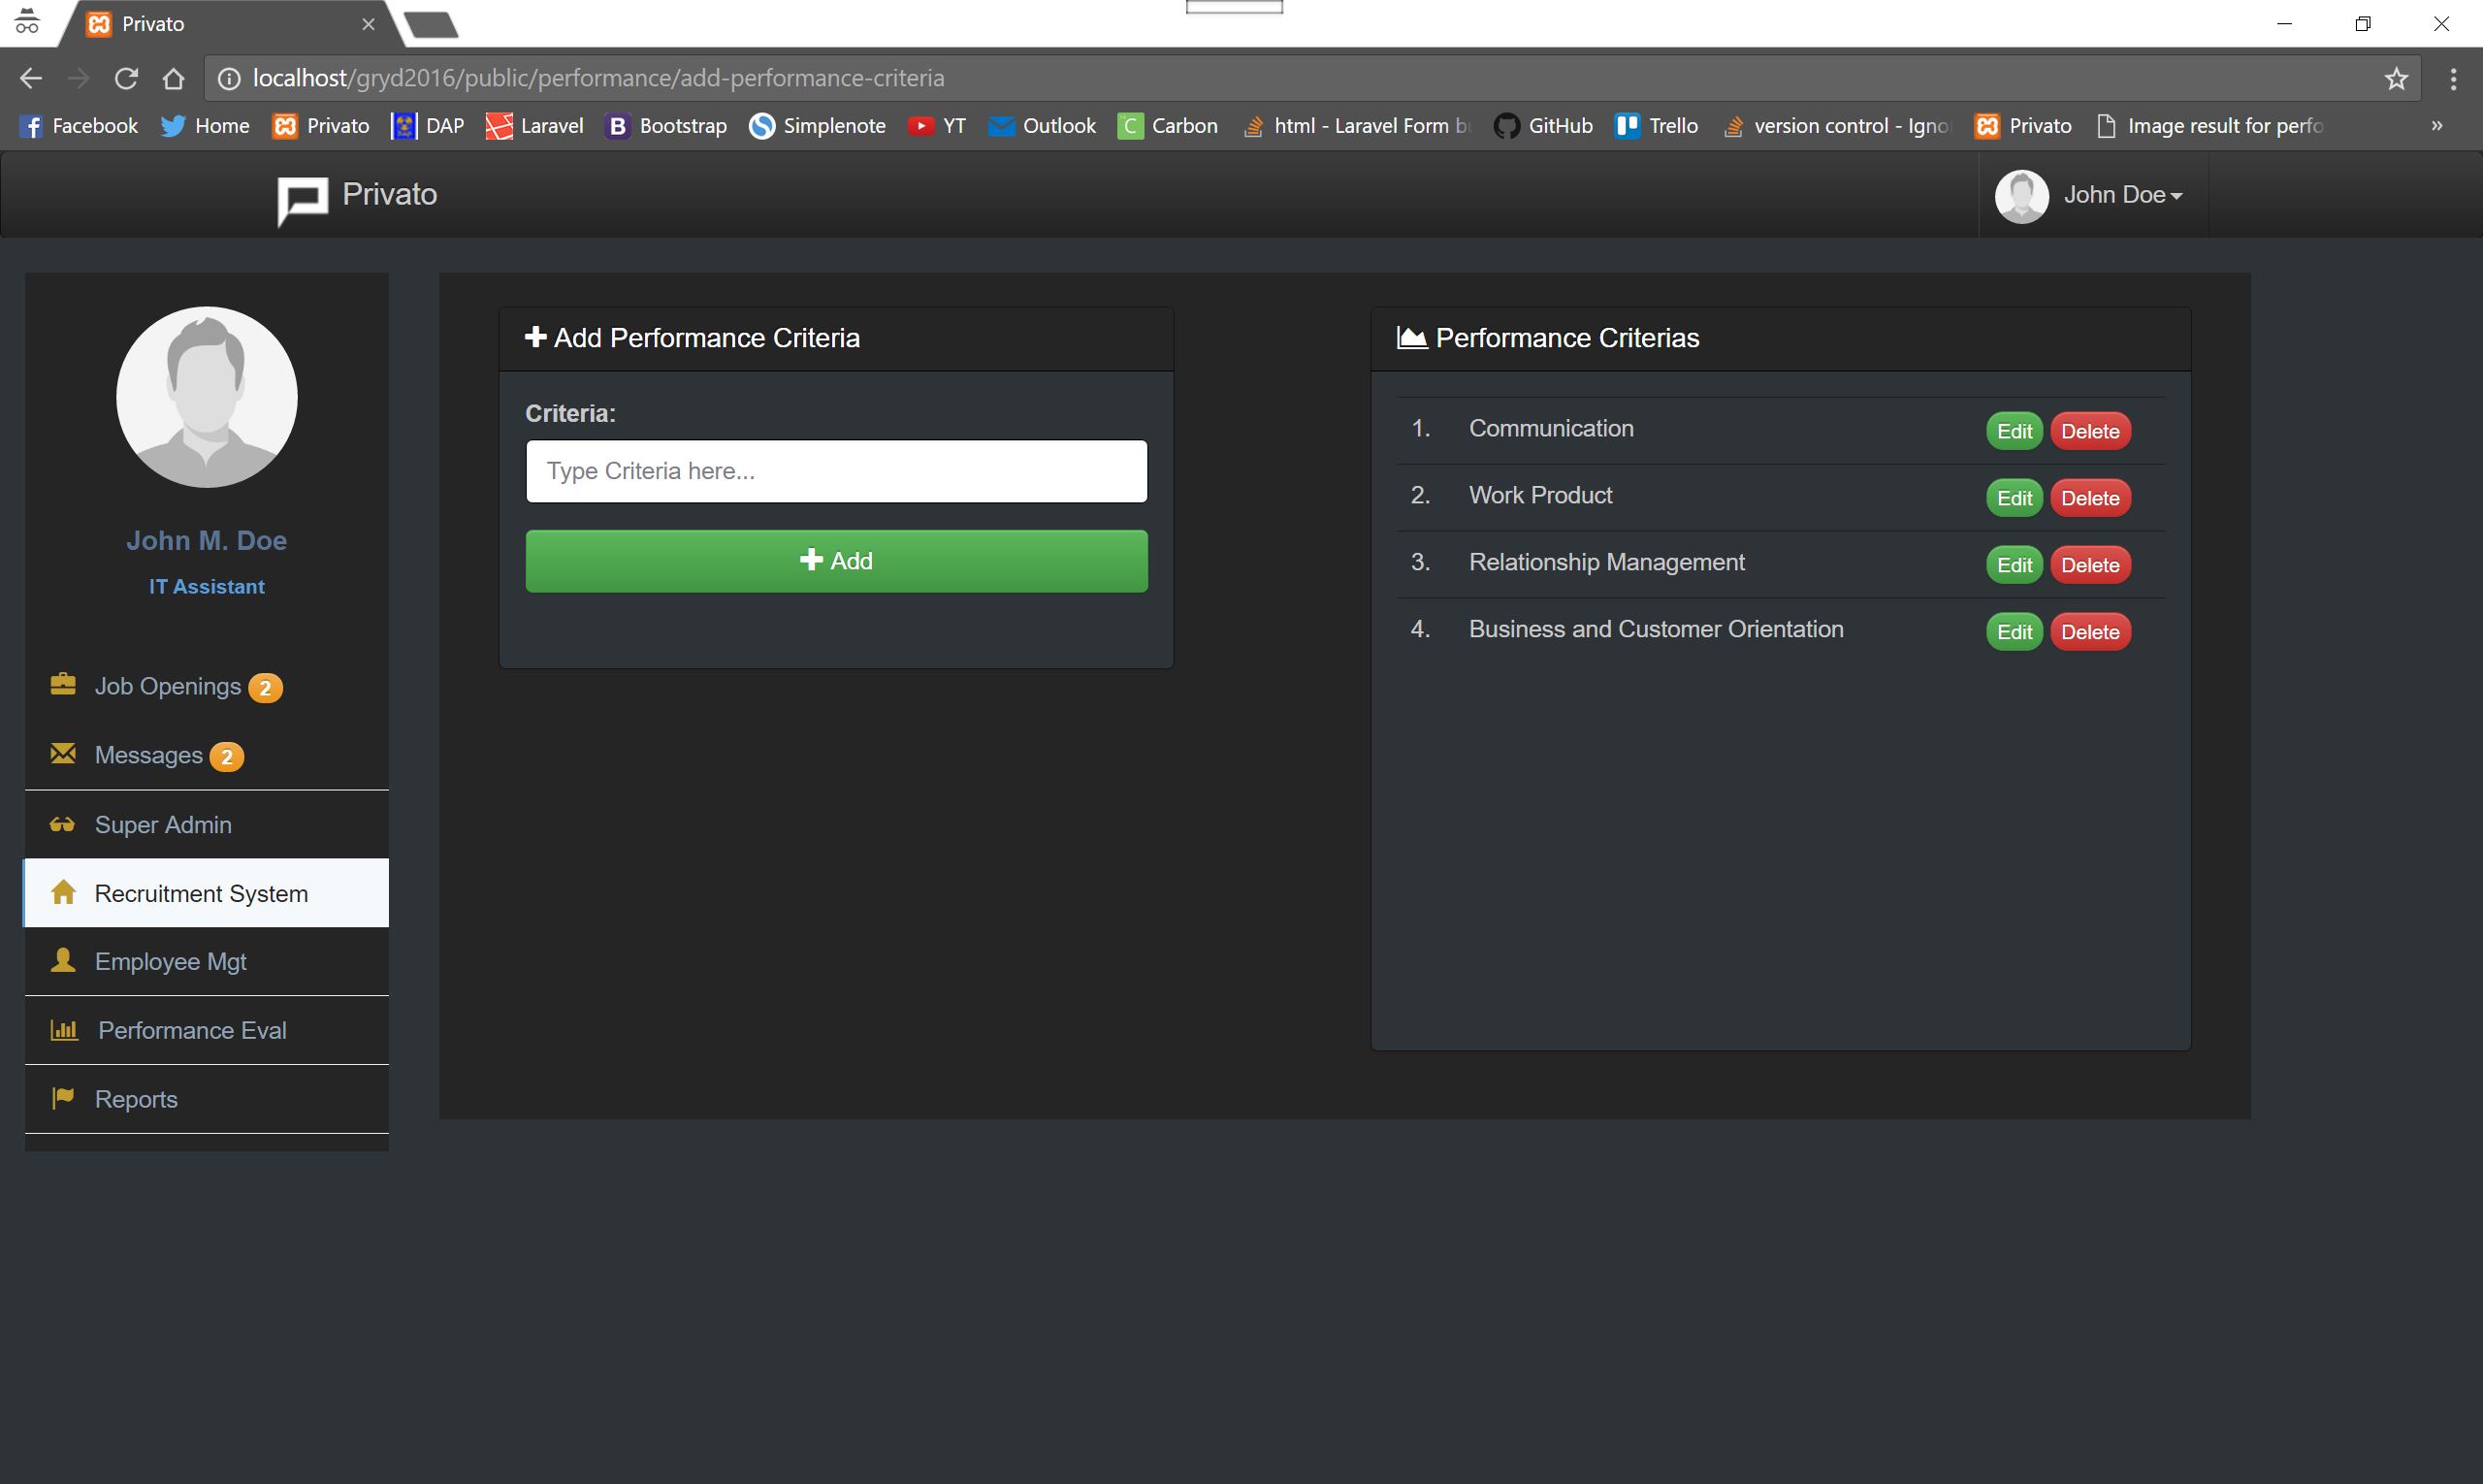 Privato
localhost/gryd2016/public/performance/add-performance-criteria
Facebook Home Privato DAP Laravel Bootstrap Simplenote YT Outlook Carbon html - Laravel Form b GitHub Trello version control - Igno Privato Image result for perfo »
Privato
John Doe
John M. Doe
IT Assistant
Job Openings 2
Messages 2
Super Admin
Recruitment System
Employee Mgt
Performance Eval
Reports
Add Performance Criteria
Criteria:
Type Criteria here...
Add
Performance Criterias
1. Communication Edit Delete
2. Work Product Edit Delete
3. Relationship Management Edit Delete
4. Business and Customer Orientation Edit Delete